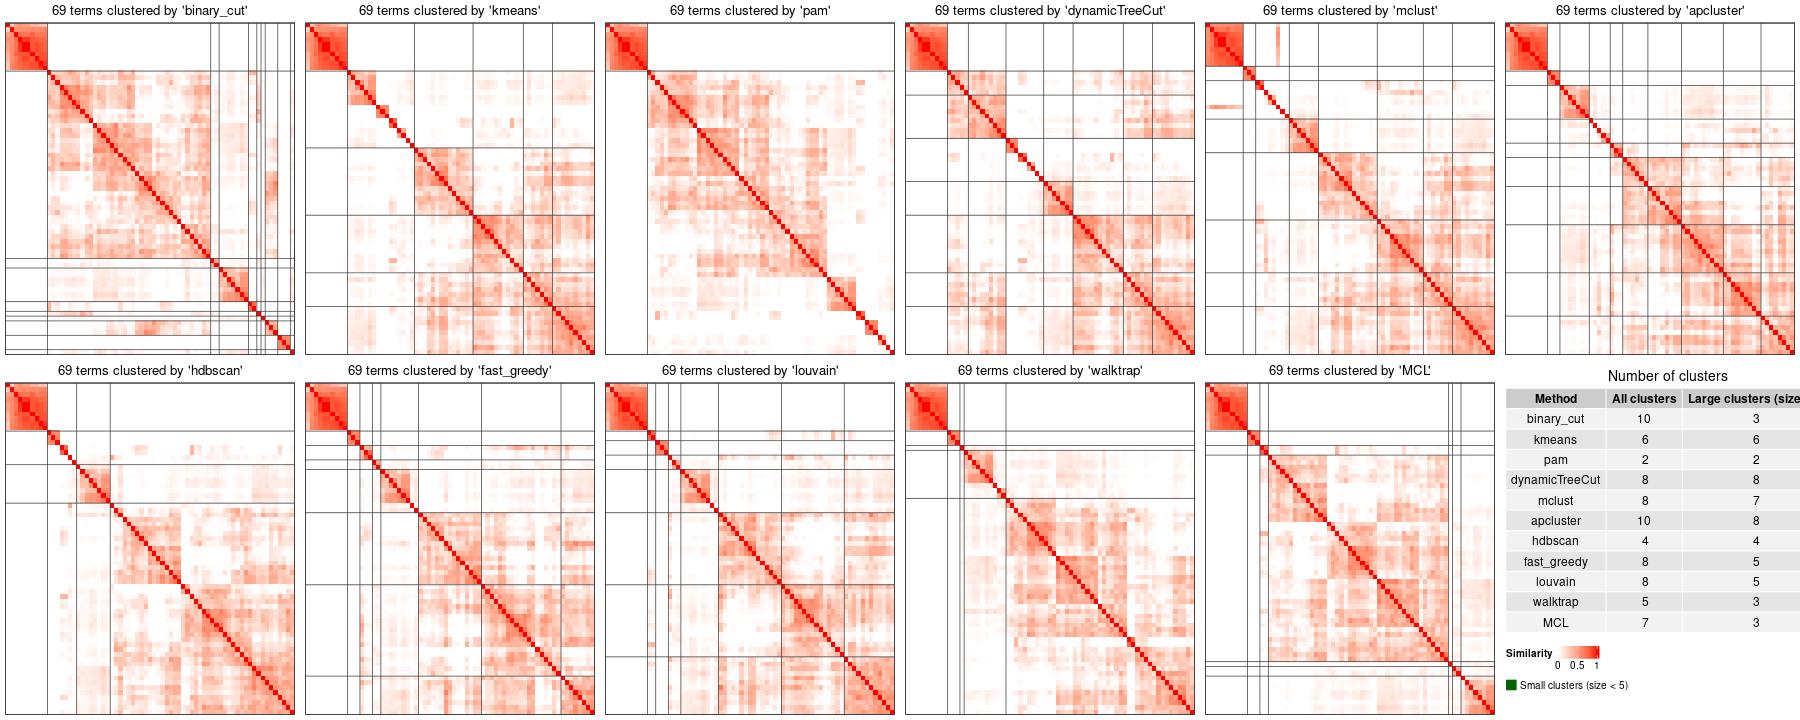 69 terms clustered by 'binary_cut'
69 terms clustered by 'kmeans'
69 terms clustered by 'pam'
69 terms clustered by 'dynamicTreeCut'
69 terms clustered by 'mclust'
69 terms clustered by 'apcluster'
69 terms clustered by 'hdbscan'
69 terms clustered by 'fast_greedy'
69 terms clustered by 'louvain'
69 terms clustered by 'walktrap'
69 terms clustered by 'MCL'
Number of clusters
Method All clusters Large clusters (size
binary_cut 10 3
kmeans 6 6
pam 2 2
dynamicTreeCut 8 8
mclust 8 7
apcluster 10 8
hdbscan 4 4
fast_greedy 8 5
louvain 8 5
walktrap 5 3
MCL 7 3
Similarity
0 0.5 1
Small clusters (size < 5)